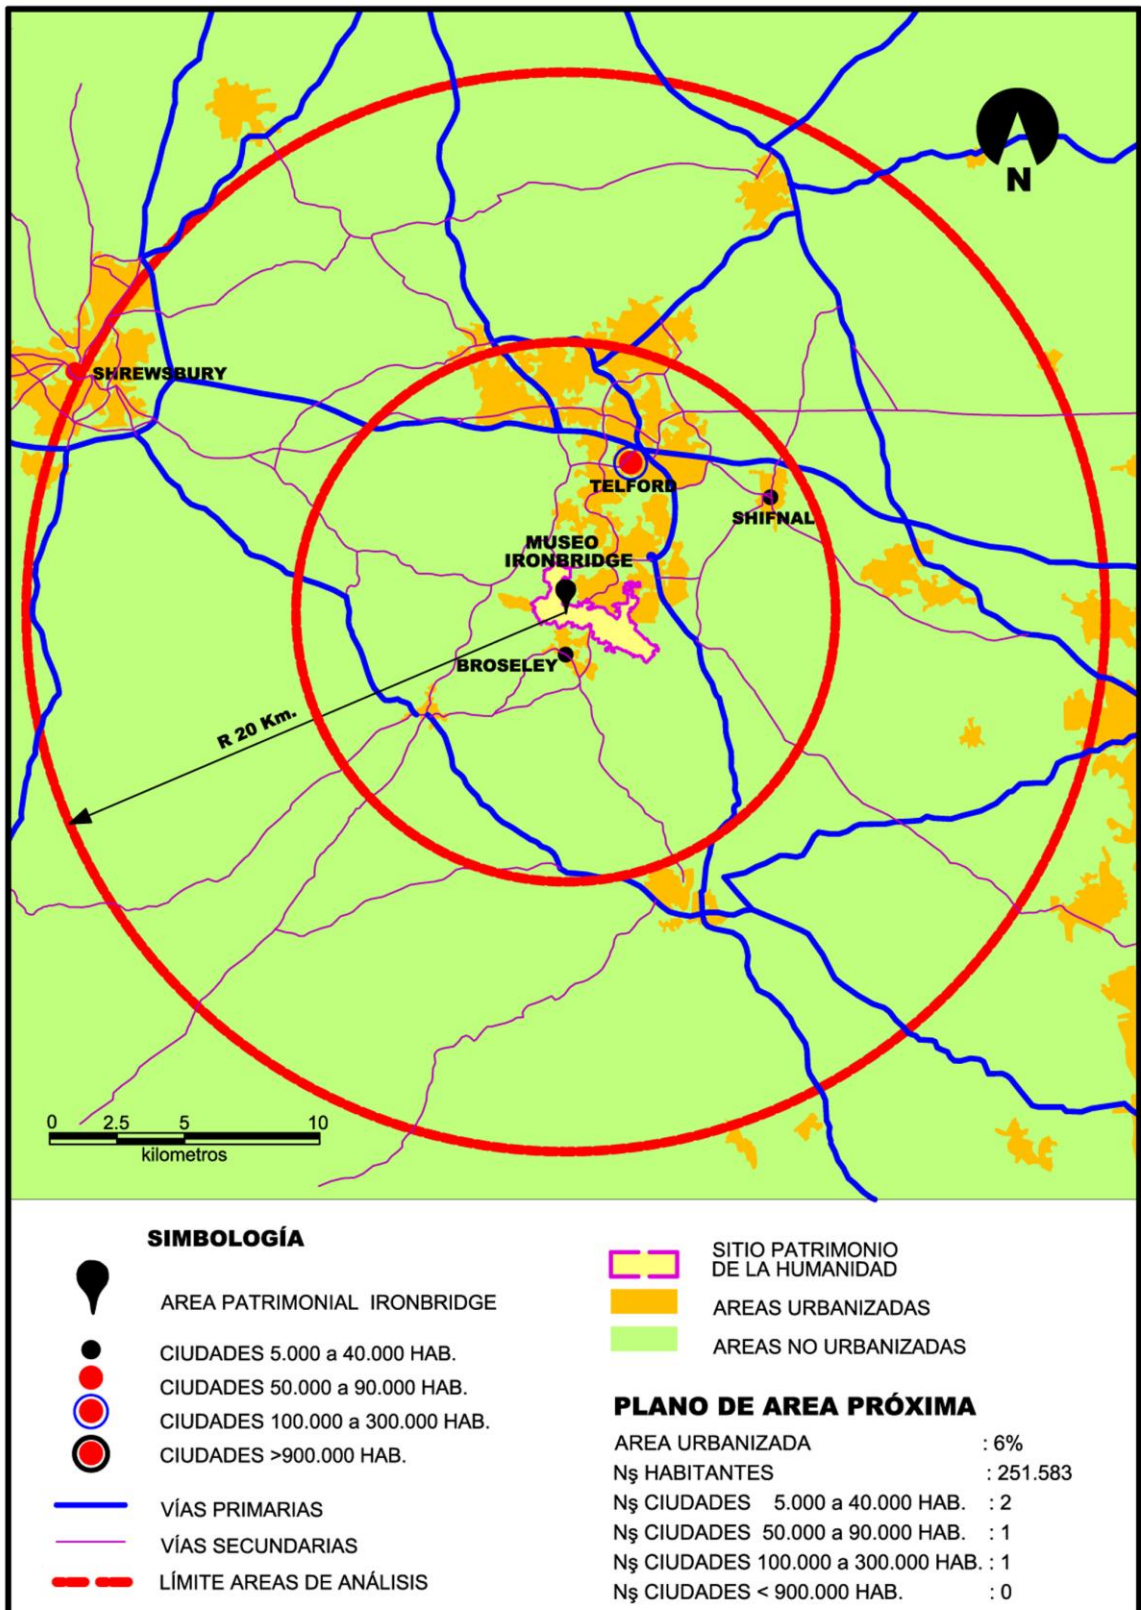 N
SHREWSBURY
TELFORD
SHIFNAL
MUSEO
IRONBRIDGE
BROSELEY
R 20 Km.
0 2.5 5 10
kilometros
SIMBOLOGÍA
AREA PATRIMONIAL IRONBRIDGE
CIUDADES 5.000 a 40.000 HAB.
CIUDADES 50.000 a 90.000 HAB.
CIUDADES 100.000 a 300.000 HAB.
CIUDADES >900.000 HAB.
VÍAS PRIMARIAS
VÍAS SECUNDARIAS
LÍMITE AREAS DE ANÁLISIS
SITIO PATRIMONIO
DE LA HUMANIDAD
AREAS URBANIZADAS
AREAS NO URBANIZADAS
PLANO DE AREA PRÓXIMA
AREA URBANIZADA : 6%
Nş HABITANTES : 251.583
Nş CIUDADES 5.000 a 40.000 HAB. : 2
Nş CIUDADES 50.000 a 90.000 HAB. : 1
Nş CIUDADES 100.000 a 300.000 HAB. : 1
Nş CIUDADES < 900.000 HAB. : 0